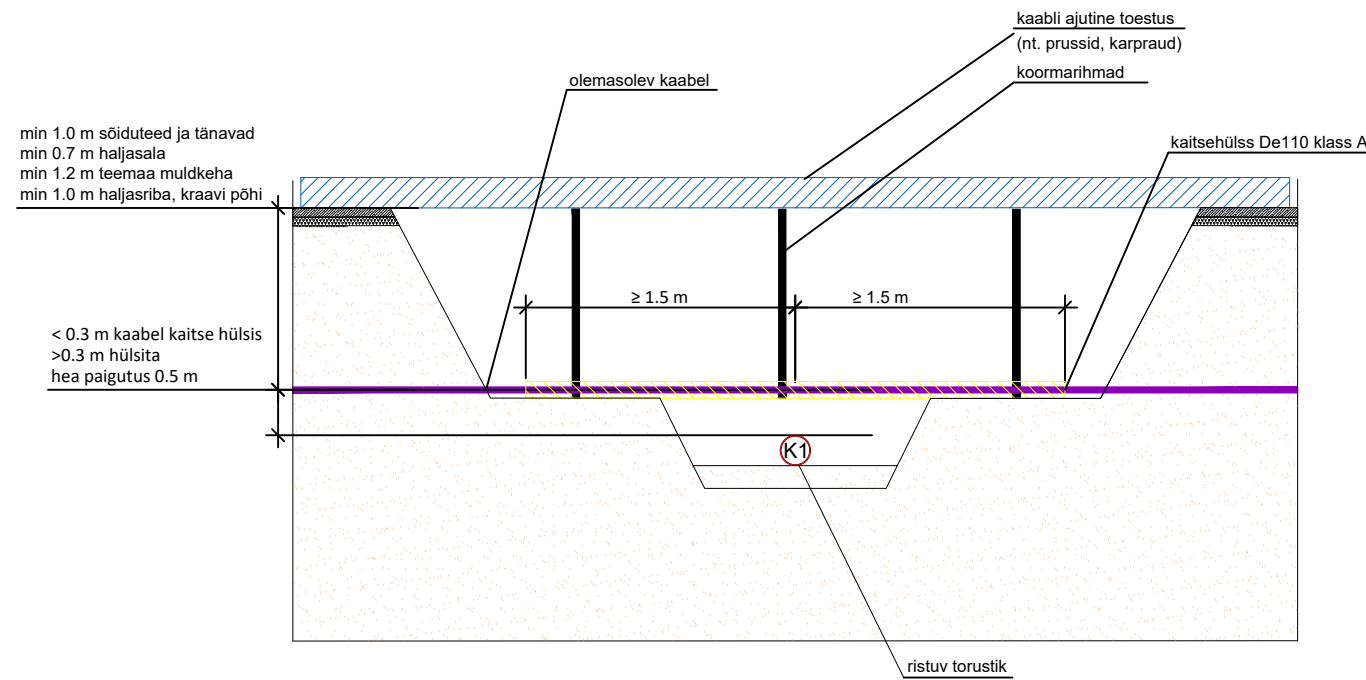 kaabli ajutine toestus
(nt. prussid, karpraud)
koormarihmad
olemasolev kaabel
min 1.0 m sõiduteed ja tänavad
min 0.7 m haljasala
min 1.2 m teemaa muldkeha
min 1.0 m haljasriba, kraavi põhi
kaitsehülss De110 klass A
≥ 1.5 m
≥ 1.5 m
< 0.3 m kaabel kaitse hülsis
>0.3 m hülsita
hea paigutus 0.5 m
K1
ristuv torustik